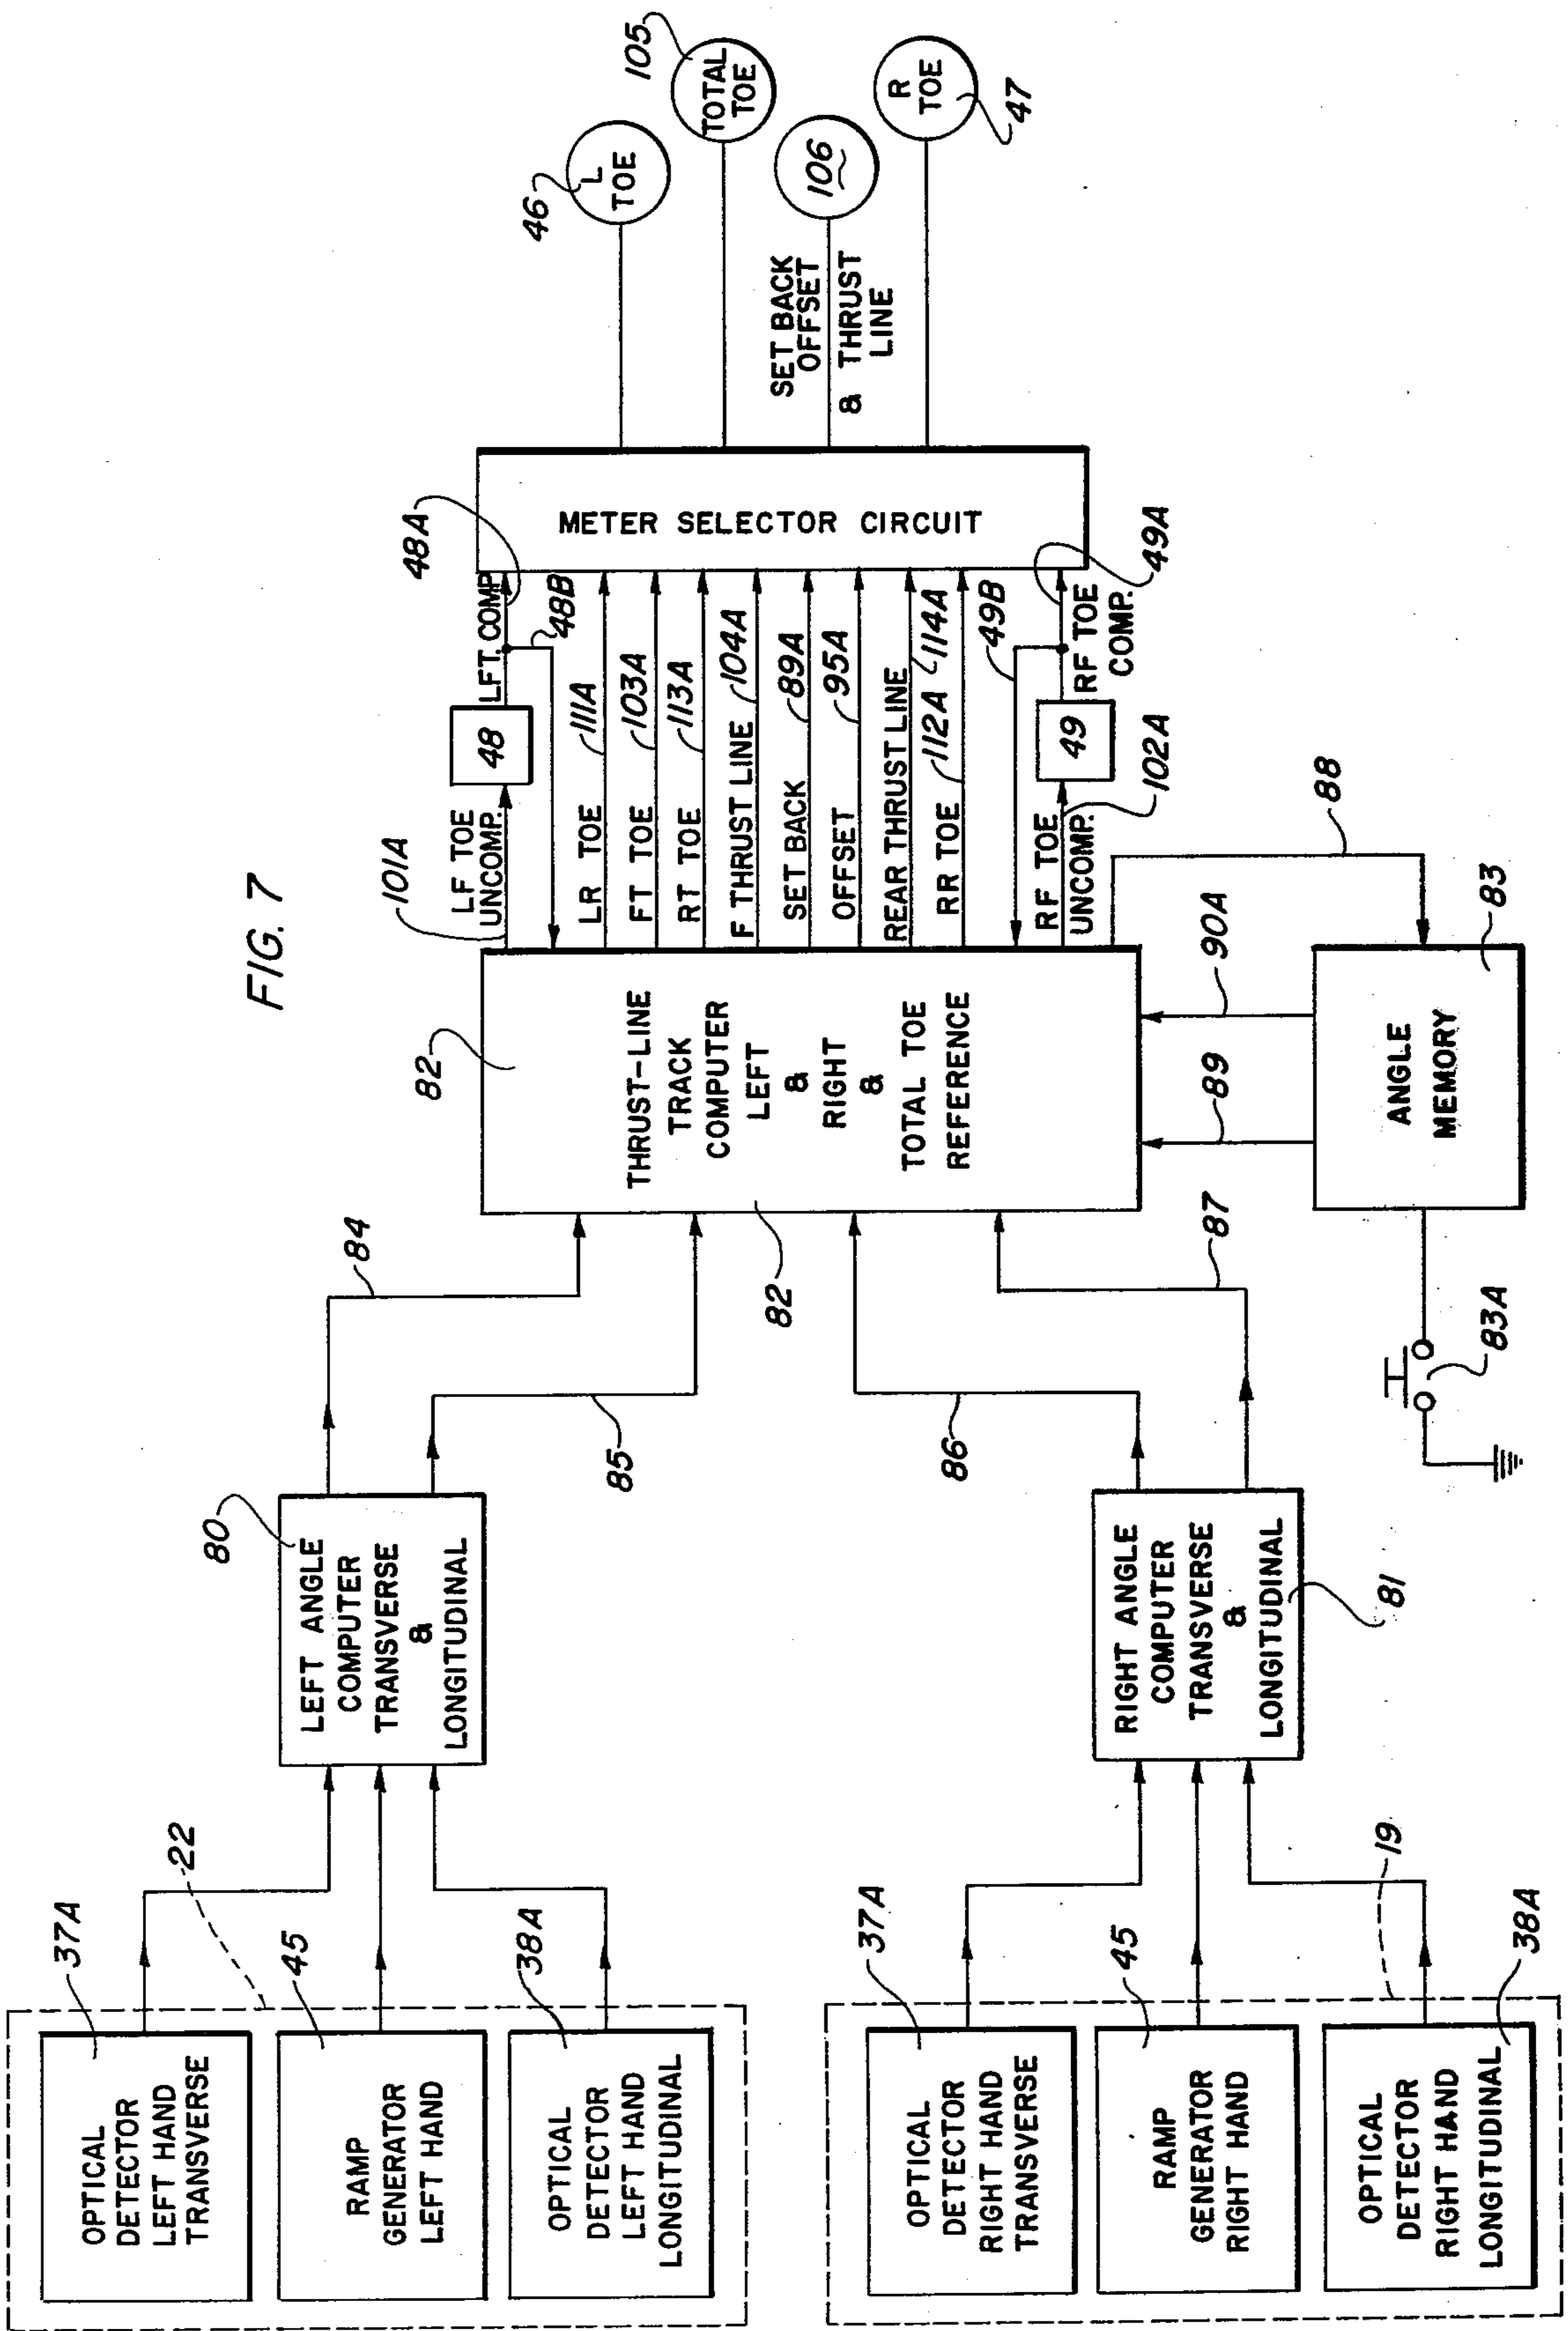 FIG. 7
22
37A
OPTICAL
DETECTOR
LEFT HAND
TRANSVERSE
45
RAMP
GENERATOR
LEFT HAND
38A
OPTICAL
DETECTOR
LEFT HAND
LONGITUDINAL
37A
OPTICAL
DETECTOR
RIGHT HAND
TRANSVERSE
45
RAMP
GENERATOR
RIGHT HAND
19
38A
OPTICAL
DETECTOR
RIGHT HAND
LONGITUDINAL
80
LEFT ANGLE
COMPUTER
TRANSVERSE
&
LONGITUDINAL
RIGHT ANGLE
COMPUTER
TRANSVERSE
&
LONGITUDINAL
81
84
85
86
87
82
THRUST-LINE
TRACK
COMPUTER
LEFT
&
RIGHT
&
TOTAL TOE
REFERENCE
82
89
90A
88
ANGLE
MEMORY
83
83A
101A
LF TOE
UNCOMP.
48
LFT. COMP
48A
48B
LR TOE
111A
FT TOE
103A
RT TOE
113A
F THRUST LINE
104A
SET BACK
89A
OFFSET
95A
REAR THRUST LINE
114A
RR TOE
112A
49B
RF TOE
UNCOMP.
102A
49
RF TOE
COMP.
49A
METER SELECTOR CIRCUIT
46
L
TOE
105
TOTAL
TOE
SET BACK
OFFSET
& THRUST
LINE
106
R
TOE
47